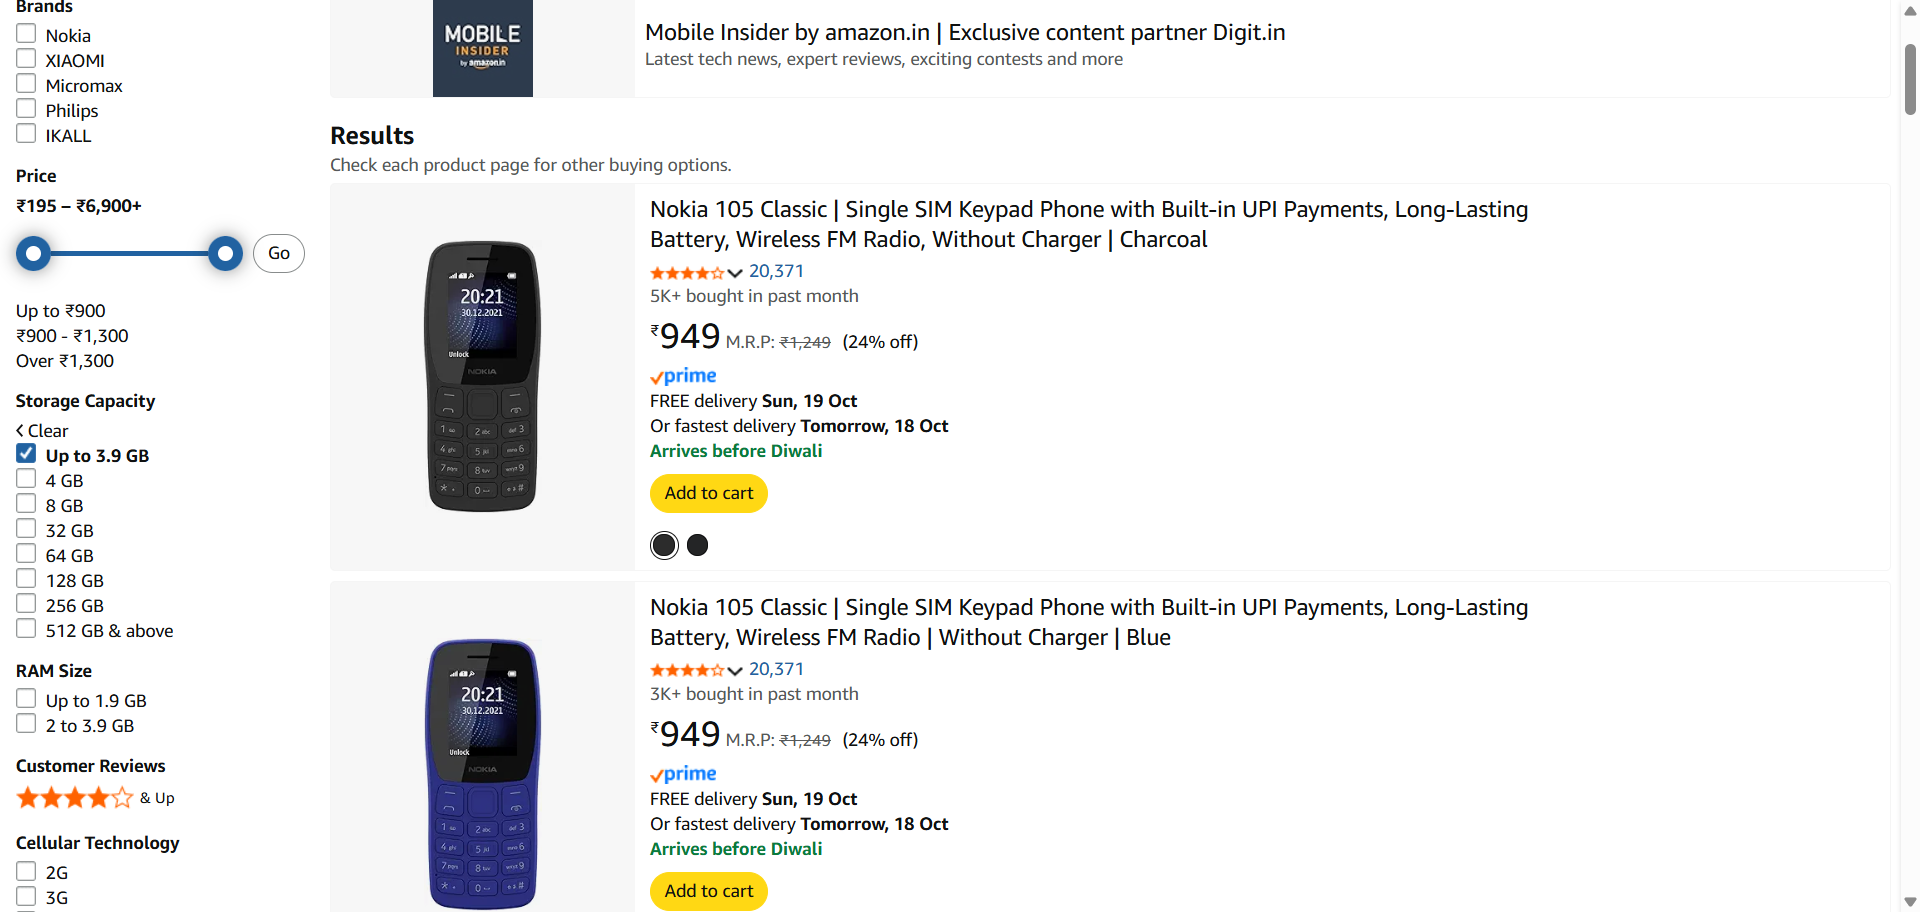 Brands
Nokia
XIAOMI
Micromax
Philips
IKALL
Price
₹195 – ₹6,900+
Go
Up to ₹900
₹900 - ₹1,300
Over ₹1,300
Storage Capacity
Clear
Up to 3.9 GB
4 GB
8 GB
32 GB
64 GB
128 GB
256 GB
512 GB & above
RAM Size
Up to 1.9 GB
2 to 3.9 GB
Customer Reviews
& Up
Cellular Technology
2G
3G
MOBILE
INSIDER
by amazon.in
Mobile Insider by amazon.in | Exclusive content partner Digit.in
Latest tech news, expert reviews, exciting contests and more
Results
Check each product page for other buying options.
20:21
30.12.2021
Unlock
NOKIA
Nokia 105 Classic | Single SIM Keypad Phone with Built-in UPI Payments, Long-Lasting
Battery, Wireless FM Radio, Without Charger | Charcoal
20,371
5K+ bought in past month
₹949 M.R.P: ₹1,249 (24% off)
prime
FREE delivery Sun, 19 Oct
Or fastest delivery Tomorrow, 18 Oct
Arrives before Diwali
Add to cart
20:21
30.12.2021
Unlock
NOKIA
Nokia 105 Classic | Single SIM Keypad Phone with Built-in UPI Payments, Long-Lasting
Battery, Wireless FM Radio | Without Charger | Blue
20,371
3K+ bought in past month
₹949 M.R.P: ₹1,249 (24% off)
prime
FREE delivery Sun, 19 Oct
Or fastest delivery Tomorrow, 18 Oct
Arrives before Diwali
Add to cart